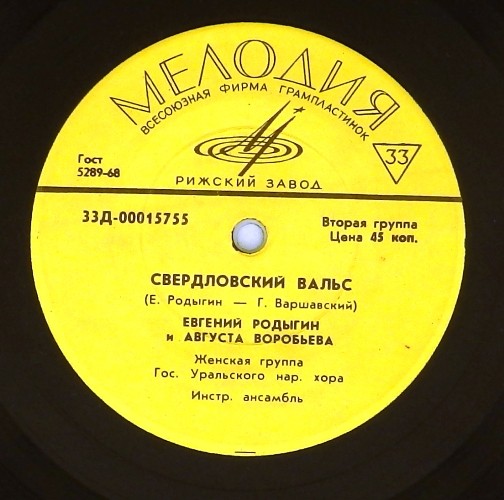 МЕЛОДИЯ
ВСЕСОЮЗНАЯ ФИРМА ГРАМПЛАСТИНОК
Гост
5289-68
33
РИЖСКИЙ ЗАВОД
33Д-00015755
Вторая группа
Цена 45 коп.
СВЕРДЛОВСКИЙ ВАЛЬС
(Е. Родыгин — Г. Варшавский)
ЕВГЕНИЙ РОДЫГИН
и АВГУСТА ВОРОБЬЕВА
Женская группа
Гос. Уральского нар. хора
Инстр. ансамбль